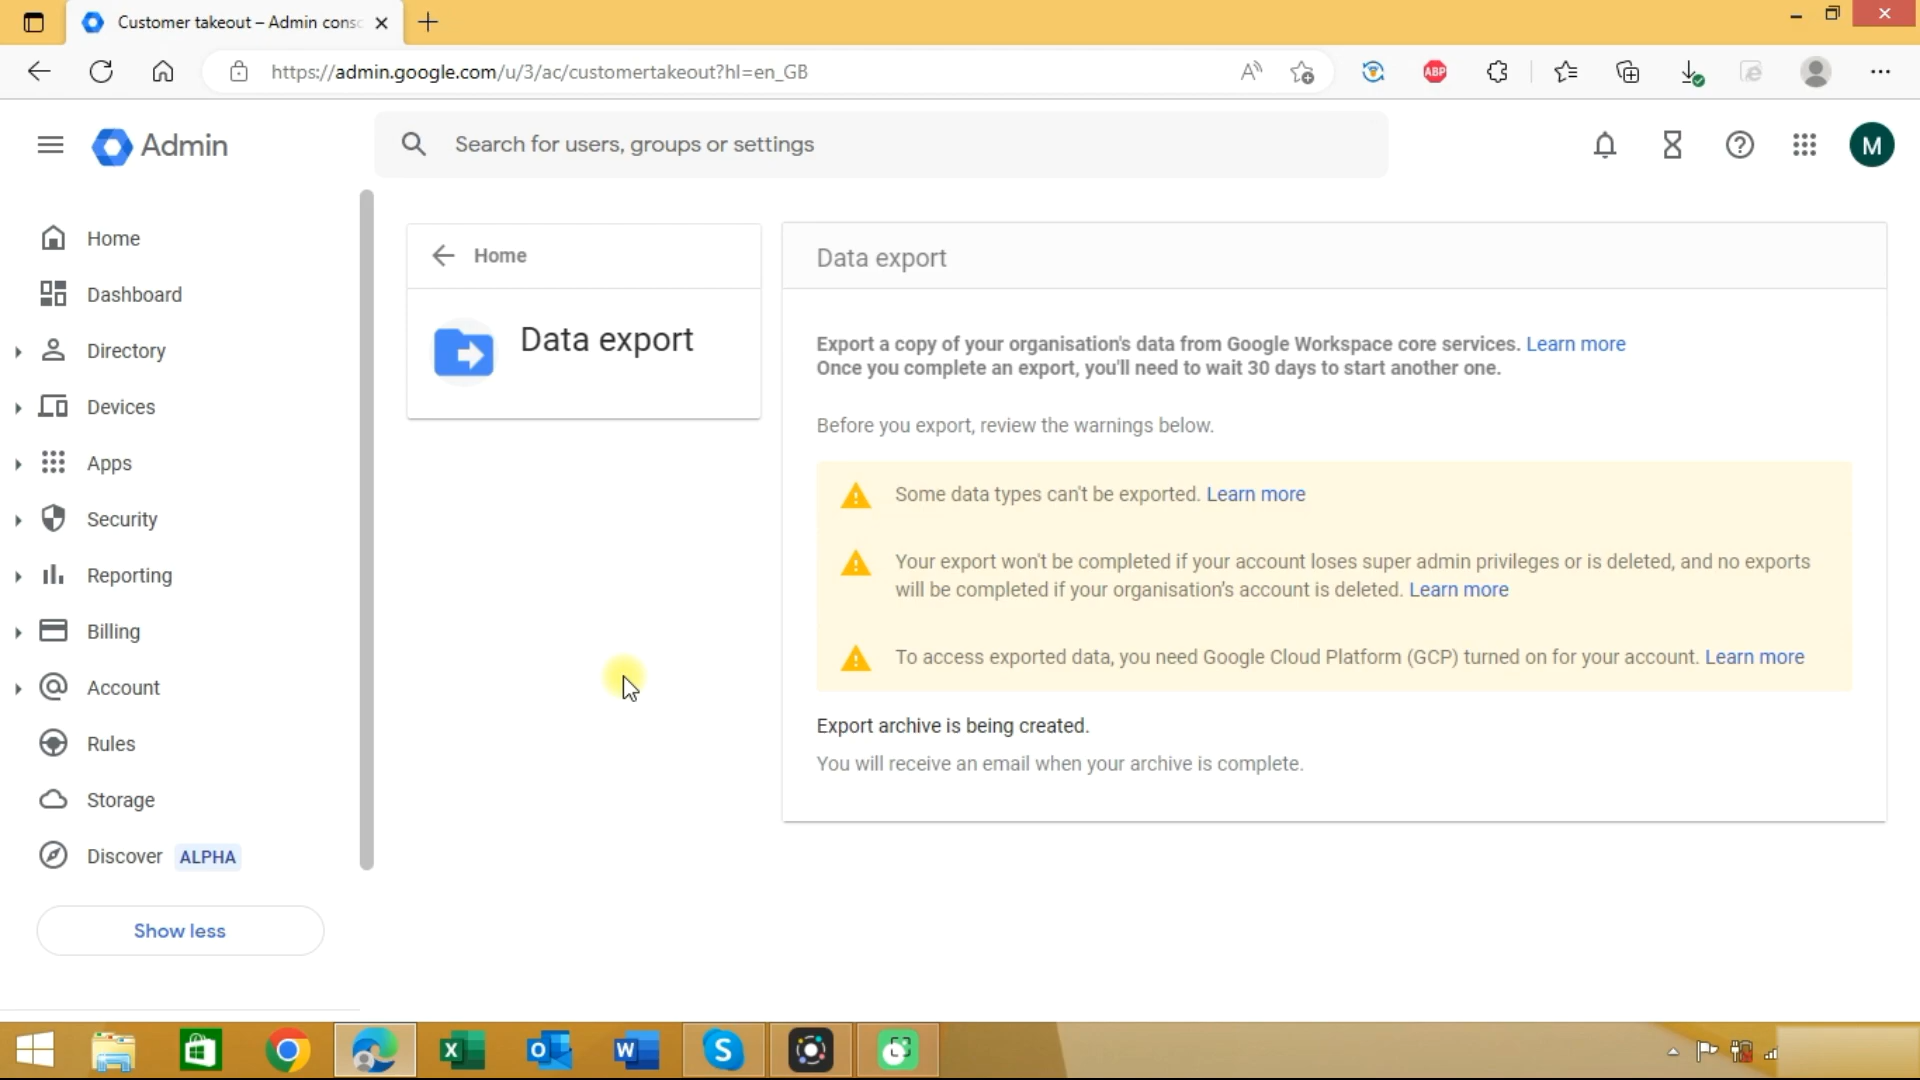 Customer takeout – Admin consc
https://admin.google.com/u/3/ac/customertakeout?hl=en_GB
ABP
Admin
Search for users, groups or settings
M
Home
Dashboard
Directory
Devices
Apps
Security
Reporting
Billing
Account
Rules
Storage
Discover ALPHA
Show less
Home
Data export
Data export
Export a copy of your organisation's data from Google Workspace core services. Learn more
Once you complete an export, you'll need to wait 30 days to start another one.
Before you export, review the warnings below.
Some data types can't be exported. Learn more
Your export won't be completed if your account loses super admin privileges or is deleted, and no exports
will be completed if your organisation’s account is deleted. Learn more
To access exported data, you need Google Cloud Platform (GCP) turned on for your account. Learn more
Export archive is being created.
You will receive an email when your archive is complete.